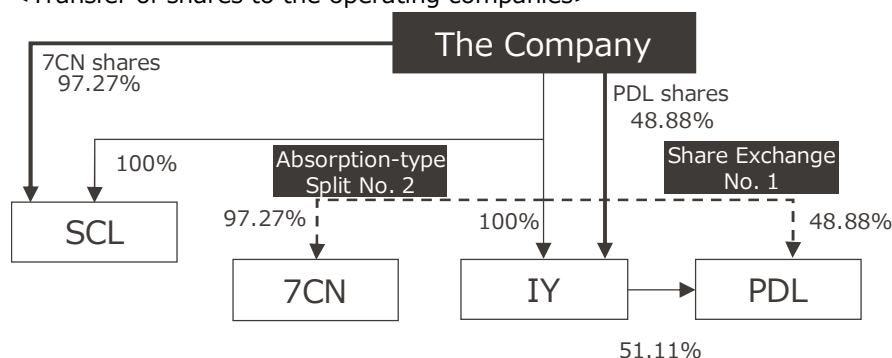 <Transfer of shares to the operating companies>
The Company
7CN shares
97.27%
PDL shares
48.88%
100%
Absorption-type
Split No. 2
Share Exchange
No. 1
SCL
97.27%
100%
48.88%
7CN
IY
PDL
51.11%